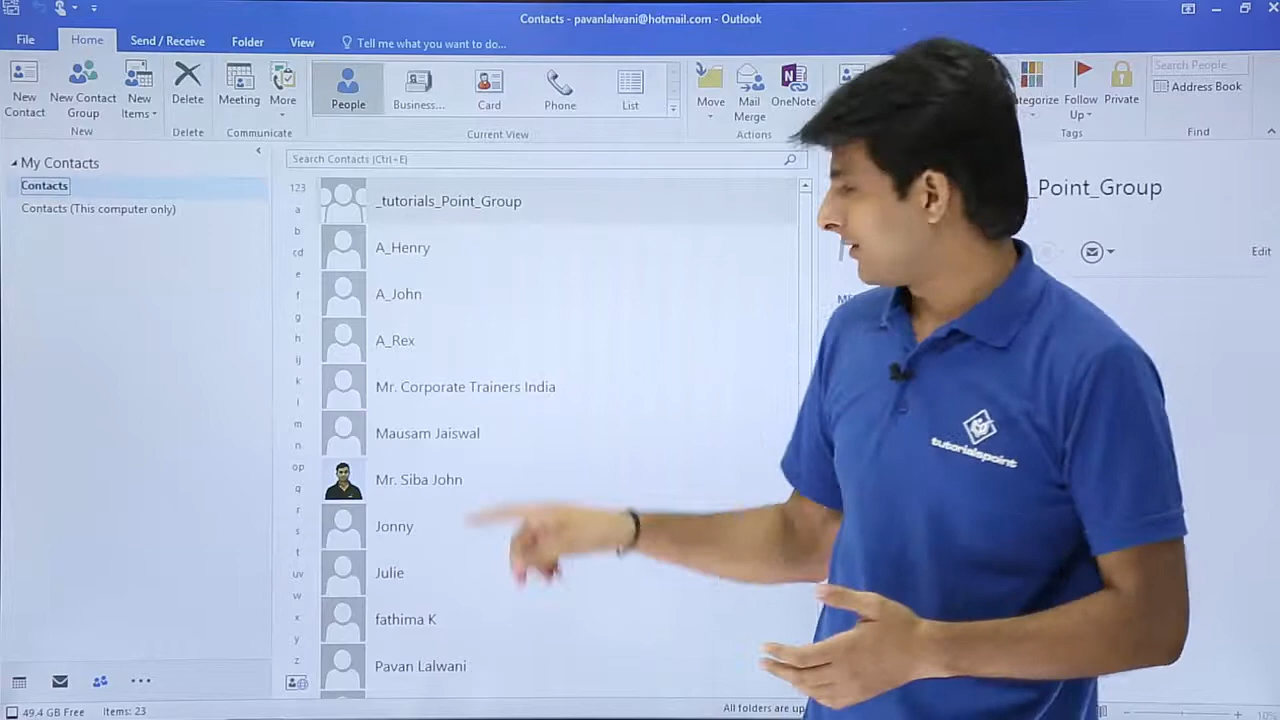 Contacts - pavanlalwani@hotmail.com - Outlook
File Home Send / Receive Folder View Tell me what you want to do...
New Contact
New Contact Group
New Items
New
Delete
Delete
Meeting
More
Communicate
People
Business...
Card
Phone
List
Current View
Move
Mail Merge
OneNote
Actions
Follow Up
Private
Tags
Search People
Address Book
Find
My Contacts
Contacts
Contacts (This computer only)
Search Contacts (Ctrl+E)
123
a
b
cd
e
f
g
h
ij
k
l
m
n
op
q
r
s
t
uv
w
x
y
z
_tutorials_Point_Group
A_Henry
A_John
A_Rex
Mr. Corporate Trainers India
Mausam Jaiswal
Mr. Siba John
Jonny
Julie
fathima K
Pavan Lalwani
_Point_Group
Edit
tutorialspoint
49.4 GB Free Items: 23
All folders are up